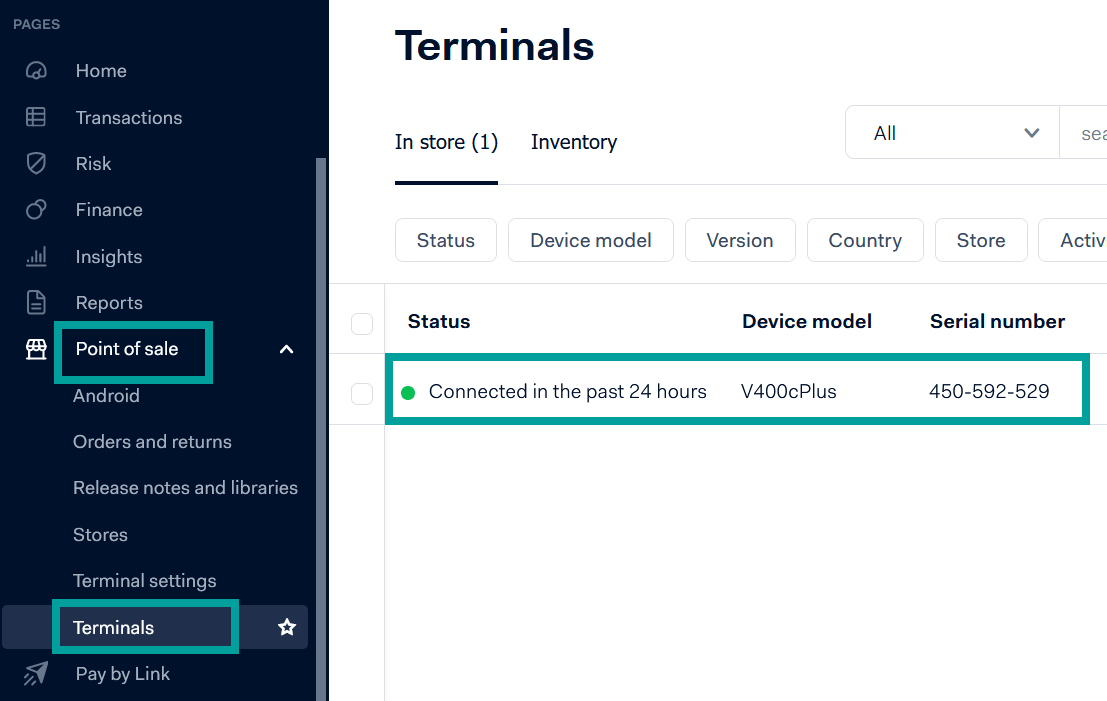 PAGES
Home
Transactions
Risk
Finance
Insights
Reports
Point of sale
Android
Orders and returns
Release notes and libraries
Stores
Terminal settings
Terminals
Pay by Link
Terminals
In store (1) Inventory
All sea
Status Device model Version Country Store Activ
Status Device model Serial number
Connected in the past 24 hours V400cPlus 450-592-529